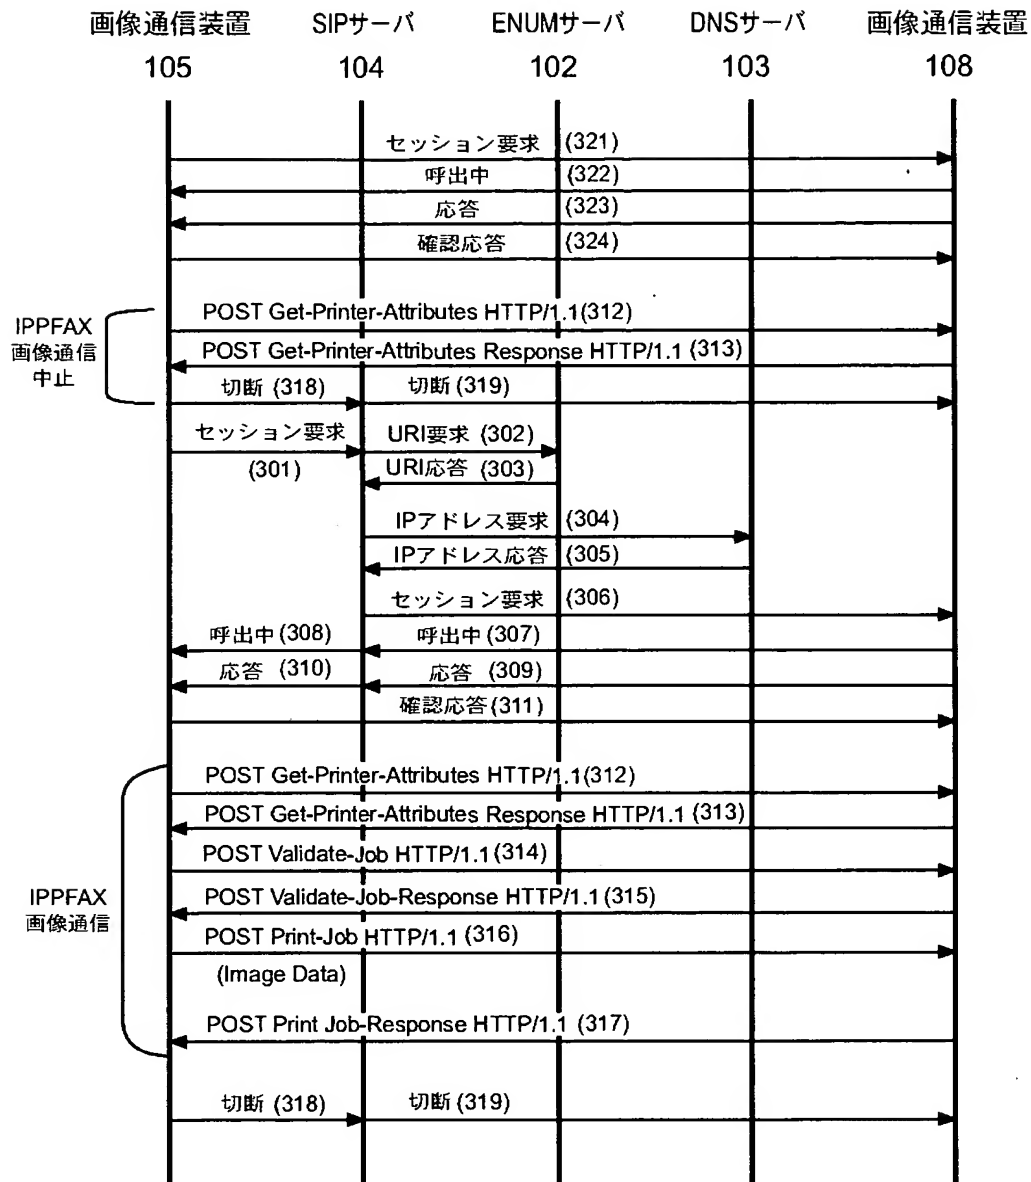 画像通信装置 SIPサーバ ENUMサーバ DNSサーバ 画像通信装置
105 104 102 103 108
セッション要求 (321)
呼出中 (322)
応答 (323)
確認応答 (324)
IPPFAX
画像通信
中止
POST Get-Printer-Attributes HTTP/1.1(312)
POST Get-Printer-Attributes Response HTTP/1.1 (313)
切断 (318) 切断 (319)
セッション要求 URI要求 (302)
(301) URI応答 (303)
IPアドレス要求 (304)
IPアドレス応答 (305)
セッション要求 (306)
呼出中 (308) 呼出中 (307)
応答 (310) 応答 (309)
確認応答 (311)
IPPFAX
画像通信
POST Get-Printer-Attributes HTTP/1.1(312)
POST Get-Printer-Attributes Response HTTP/1.1 (313)
POST Validate-Job HTTP/1.1 (314)
POST Validate-Job-Response HTTP/1.1 (315)
POST Print-Job HTTP/1.1 (316)
(Image Data)
POST Print Job-Response HTTP/1.1 (317)
切断 (318) 切断 (319)